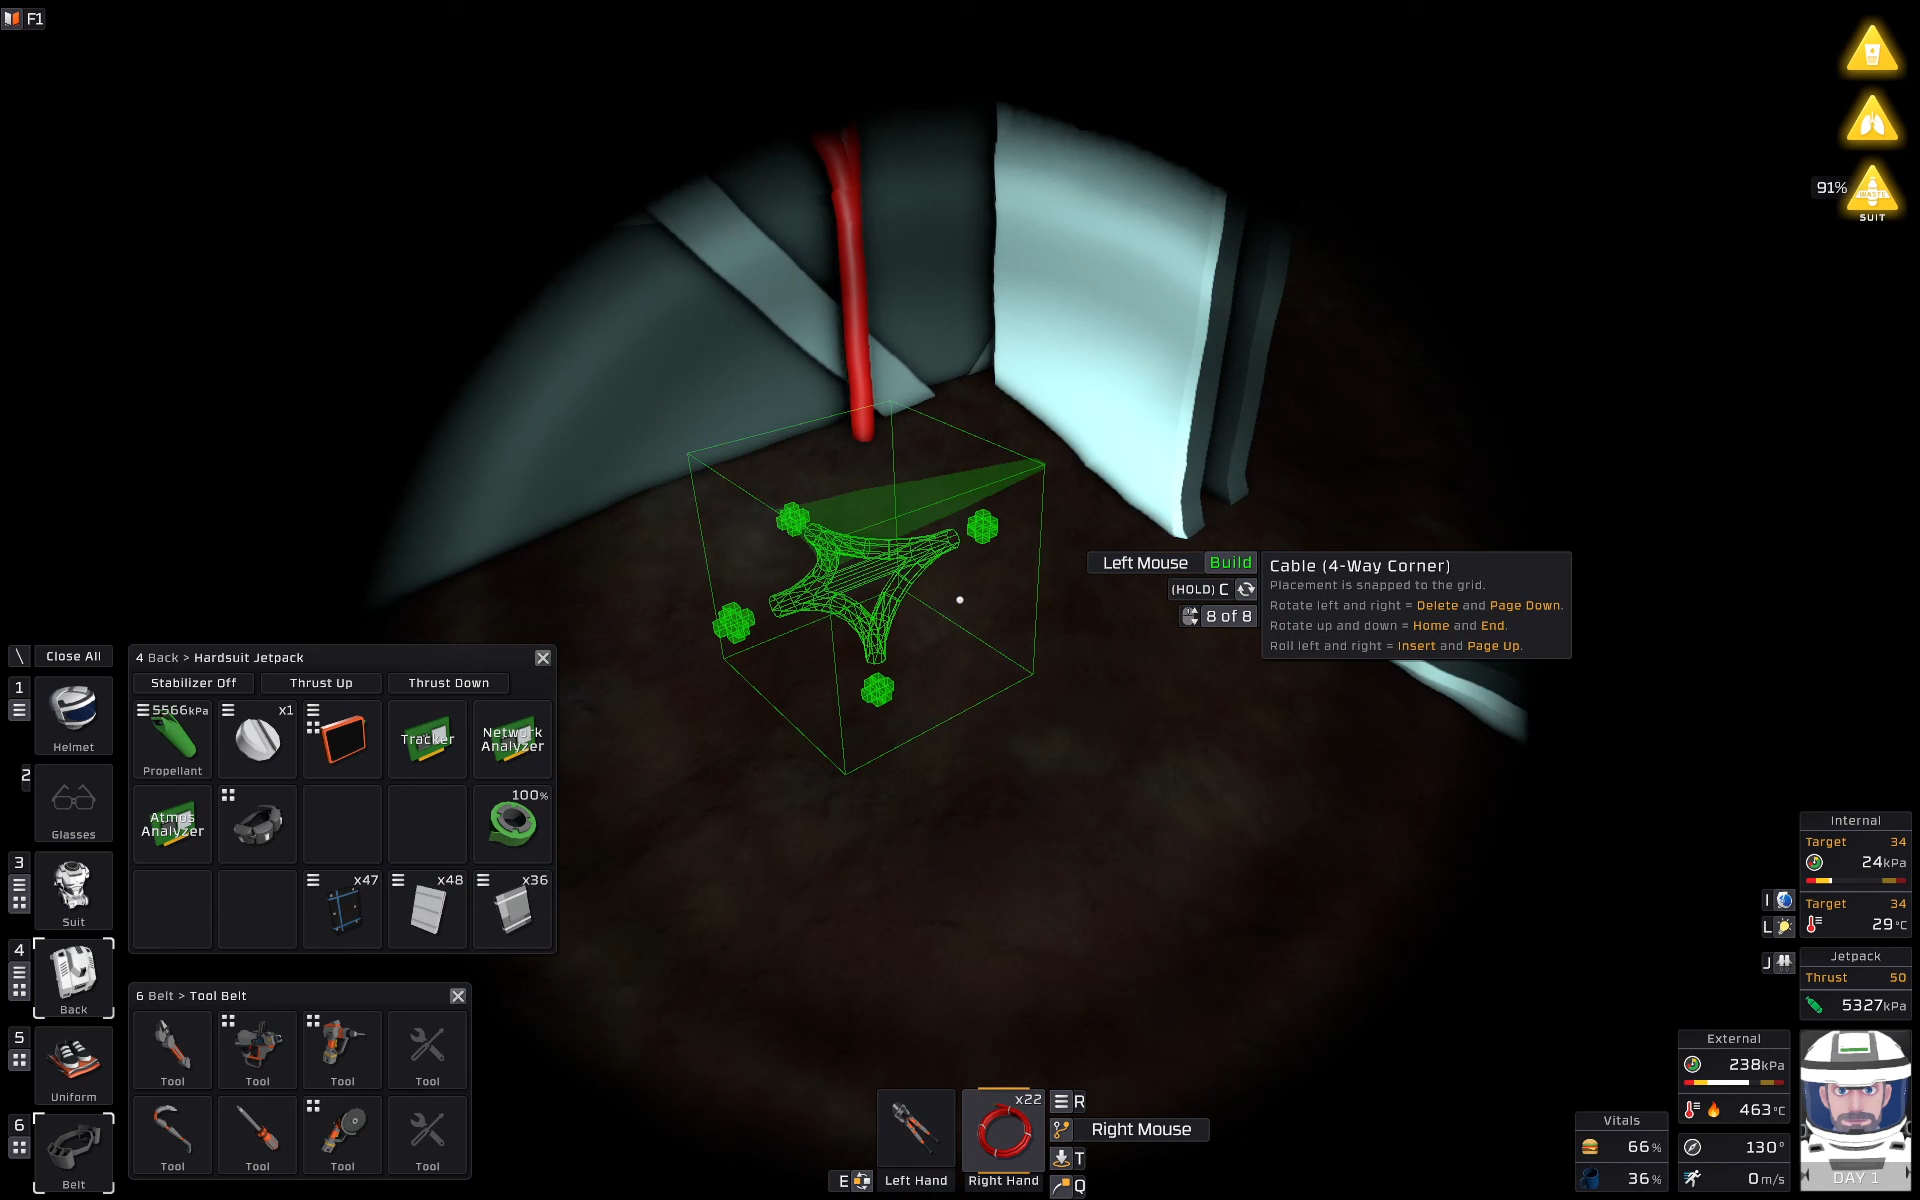 F1
91%
WASTE
SUIT
Left Mouse Build
(HOLD) C
8 of 8
Cable (4-Way Corner)
Placement is snapped to the grid.
Rotate left and right = Delete and Page Down.
Rotate up and down = Home and End.
Roll left and right = Insert and Page Up.
\ Close All
1
Helmet
2
Glasses
3
Suit
4
Back
5
Uniform
6
Belt
4 Back > Hardsuit Jetpack
Stabilizer Off Thrust Up Thrust Down
5566kPa
Propellant
x1
Tracker
Network
Analyzer
Atmos
Analyzer
100%
x47 x48 x36
6 Belt > Tool Belt
Tool Tool Tool Tool
Tool Tool Tool Tool
E Left Hand
x22
Right Hand
R
Right Mouse
T
Q
Internal
Target 34
24kPa
Target 34
29°C
I
L
J
Jetpack
Thrust 50
5327kPa
External
238kPa
463°C
130°
0m/s
Vitals
66%
36%
DAY 1